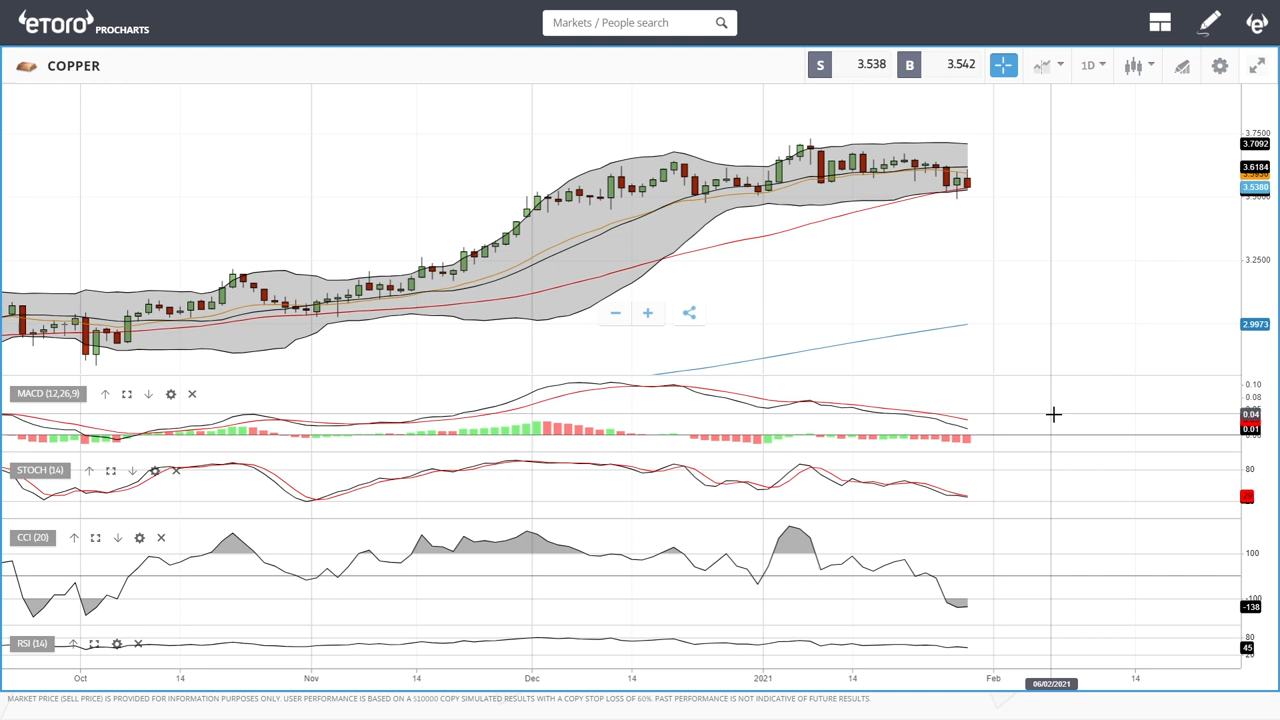 etoro PROCHARTS
Markets / People search
COPPER
S 3.538 B 3.542
1D
3.7500
3.7092
3.6184
3.5380
3.2500
2.9973
MACD (12,26,9)
0.10
0.08
0.04
0.01
STOCH (14)
80
CCI (20)
100
-100
-138
RSI (14)
80
45
Oct 14 Nov 14 Dec 14 2021 14 Feb 14
06/02/2021
MARKET PRICE (SELL PRICE) IS PROVIDED FOR INFORMATION PURPOSES ONLY. USER PERFORMANCE IS BASED ON A $10000 COPY SIMULATED RESULTS WITH A COPY STOP LOSS OF 60%. PAST PERFORMANCE IS NOT INDICATIVE OF FUTURE RESULTS.